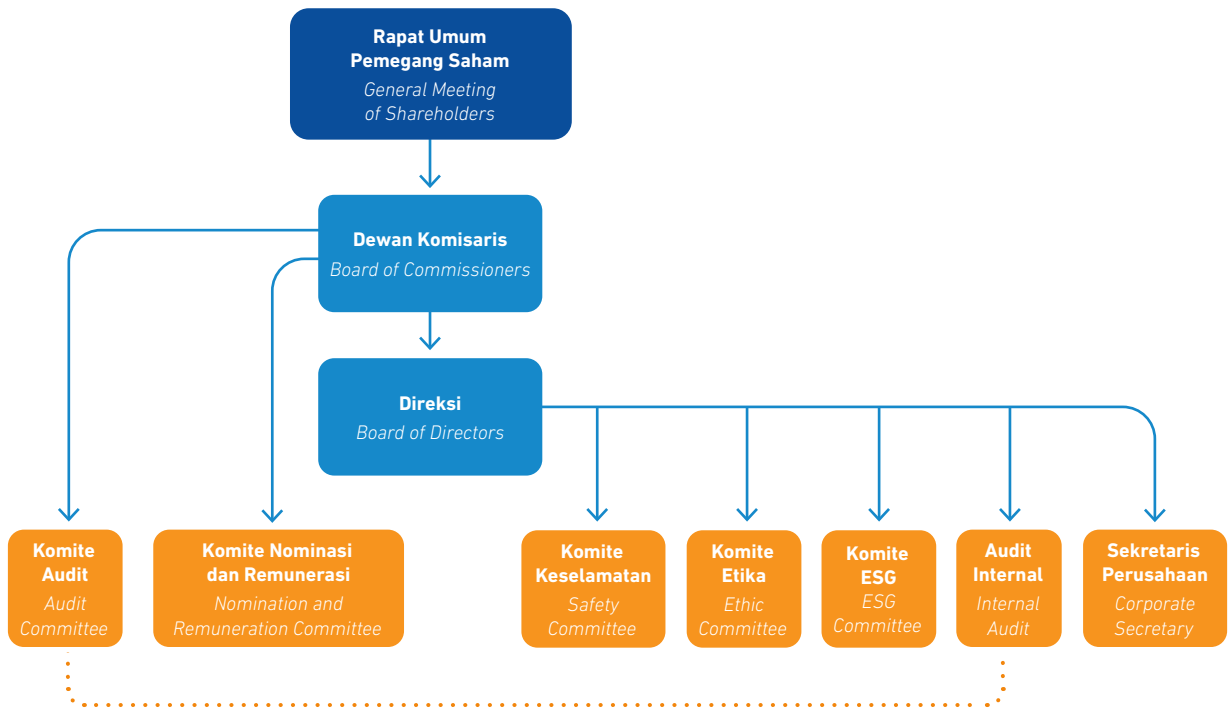 Rapat Umum
Pemegang Saham
General Meeting
of Shareholders
Dewan Komisaris
Board of Commissioners
Direksi
Board of Directors
Komite
Audit
Audit
Committee
Komite Nominasi
dan Remunerasi
Nomination and
Remuneration Committee
Komite
Keselamatan
Safety
Committee
Komite
Etika
Ethic
Committee
Komite
ESG
ESG
Committee
Audit
Internal
Internal
Audit
Sekretaris
Perusahaan
Corporate
Secretary